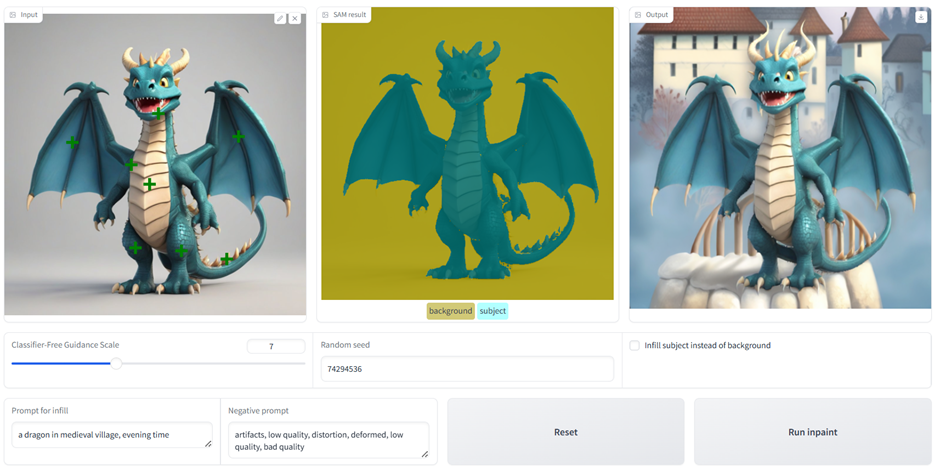 Input
SAM result
Output
background
subject
Classifier-Free Guidance Scale
7
Random seed
74294536
Infill subject instead of background
Prompt for infill
a dragon in medieval village, evening time
Negative prompt
artifacts, low quality, distortion, deformed, low
quality, bad quality
Reset
Run inpaint